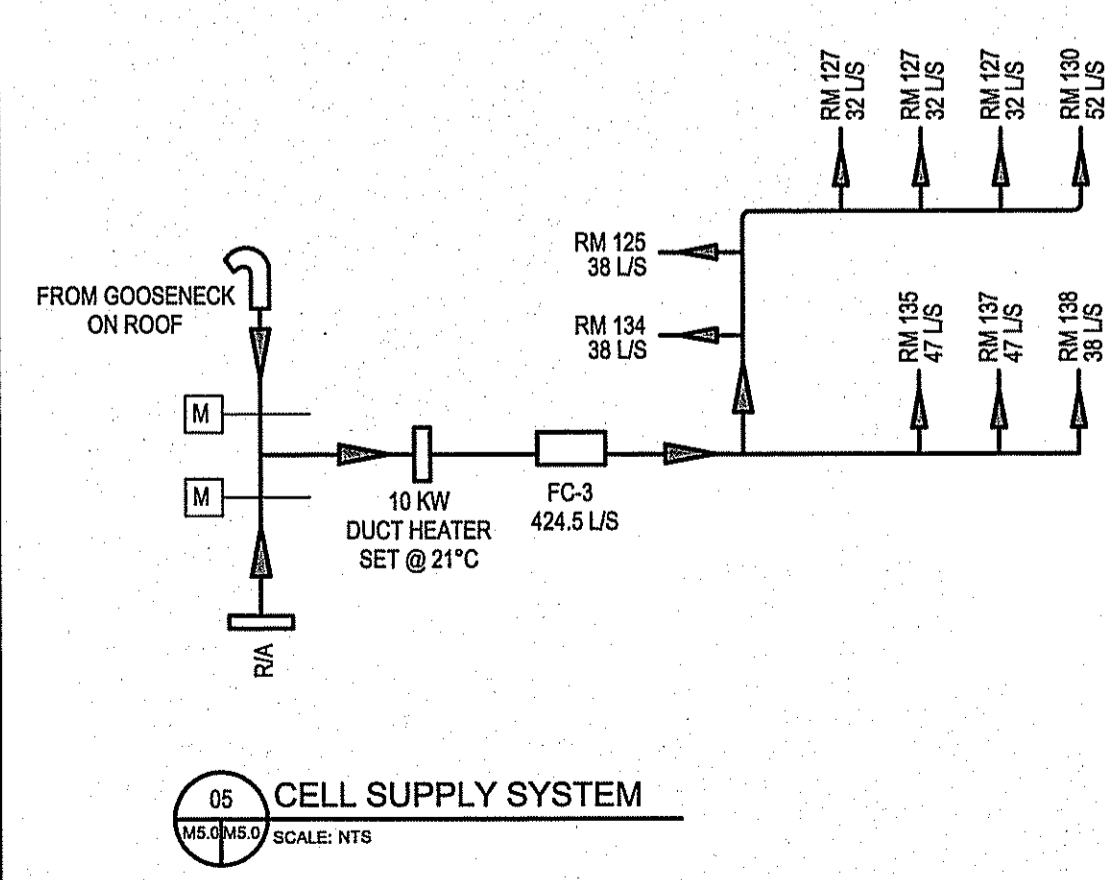 RM 127
32 L/S
RM 127
32 L/S
RM 127
32 L/S
RM 130
52 L/S
RM 125
38 L/S
FROM GOOSENECK
ON ROOF
RM 134
38 L/S
RM 135
47 L/S
RM 137
47 L/S
RM 138
38 L/S
M
M
10 KW
DUCT HEATER
SET @ 21°C
FC-3
424.5 L/S
R/A
05
M5.0 M5.0
CELL SUPPLY SYSTEM
SCALE: NTS